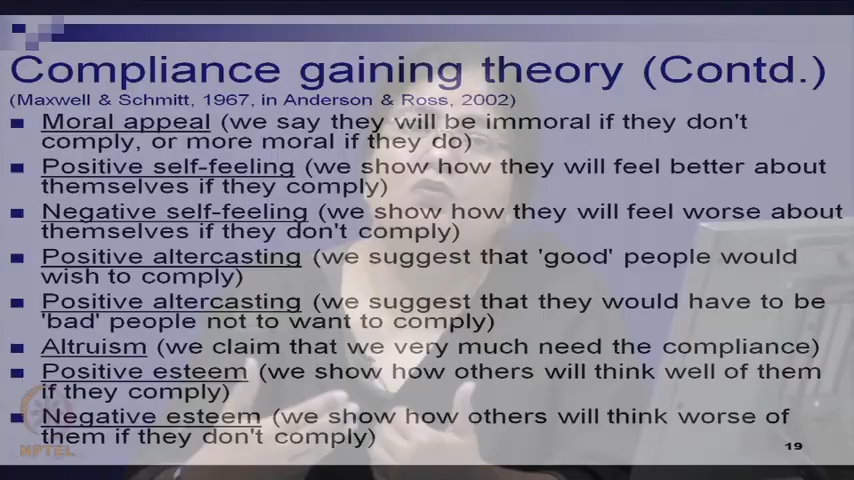 Compliance gaining theory (Contd.)
(Maxwell & Schmitt, 1967, in Anderson & Ross, 2002)
Moral appeal (we say they will be immoral if they don't
comply, or more moral if they do)
Positive self-feeling (we show how they will feel better about
themselves if they comply)
Negative self-feeling (we show how they will feel worse about
themselves if they don't comply)
Positive altercasting (we suggest that 'good' people would
wish to comply)
Positive altercasting (we suggest that they would have to be
'bad' people not to want to comply)
Altruism (we claim that we very much need the compliance)
Positive esteem (we show how others will think well of them
if they comply)
Negative esteem (we show how others will think worse of
them if they don't comply)
NPTEL
19